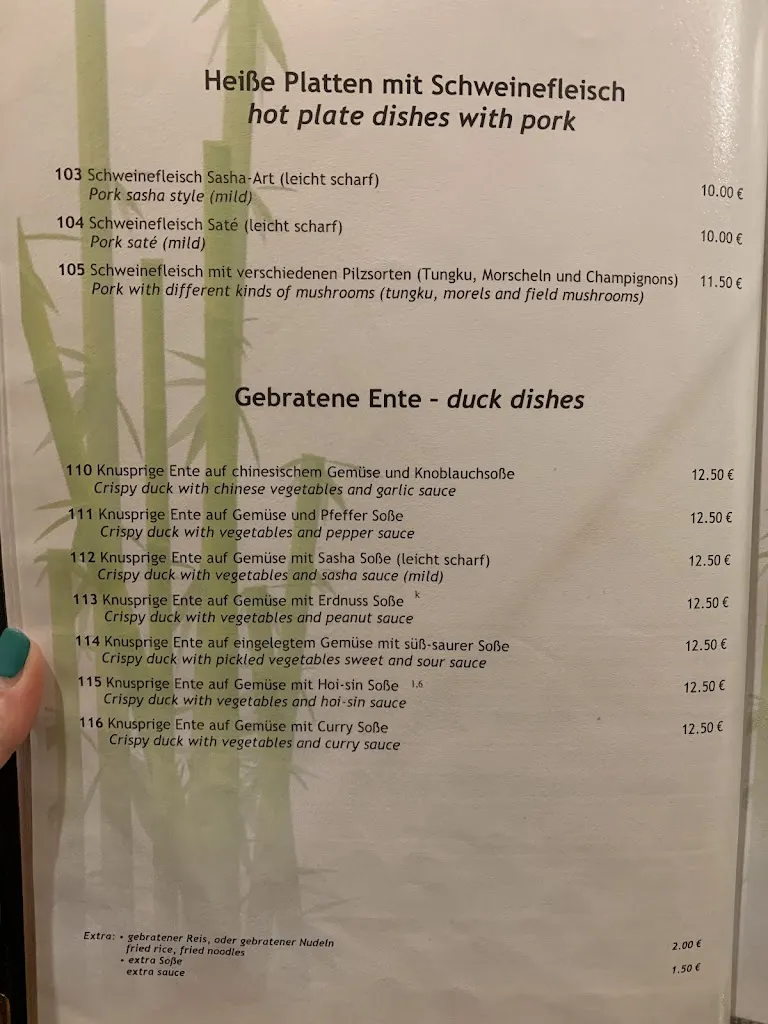 Heiße Platten mit Schweinefleisch
hot plate dishes with pork
103 Schweinefleisch Sasha-Art (leicht scharf) 10.00 €
Pork sasha style (mild)
104 Schweinefleisch Saté (leicht scharf) 10.00 €
Pork saté (mild)
105 Schweinefleisch mit verschiedenen Pilzsorten (Tungku, Morscheln und Champignons) 11.50 €
Pork with different kinds of mushrooms (tungku, morels and field mushrooms)
Gebratene Ente - duck dishes
110 Knusprige Ente auf chinesischem Gemüse und Knoblauchsoße 12.50 €
Crispy duck with chinese vegetables and garlic sauce
111 Knusprige Ente auf Gemüse und Pfeffer Soße 12.50 €
Crispy duck with vegetables and pepper sauce
112 Knusprige Ente auf Gemüse mit Sasha Soße (leicht scharf) 12.50 €
Crispy duck with vegetables and sasha sauce (mild)
113 Knusprige Ente auf Gemüse mit Erdnuss Soße k 12.50 €
Crispy duck with vegetables and peanut sauce
114 Knusprige Ente auf eingelegtem Gemüse mit süß-saurer Soße 12.50 €
Crispy duck with pickled vegetables sweet and sour sauce
115 Knusprige Ente auf Gemüse mit Hoi-sin Soße 1,6 12.50 €
Crispy duck with vegetables and hoi-sin sauce
116 Knusprige Ente auf Gemüse mit Curry Soße 12.50 €
Crispy duck with vegetables and curry sauce
Extra: • gebratener Reis, oder gebratener Nudeln 2.00 €
fried rice, fried noodles
• extra Soße 1.50 €
extra sauce